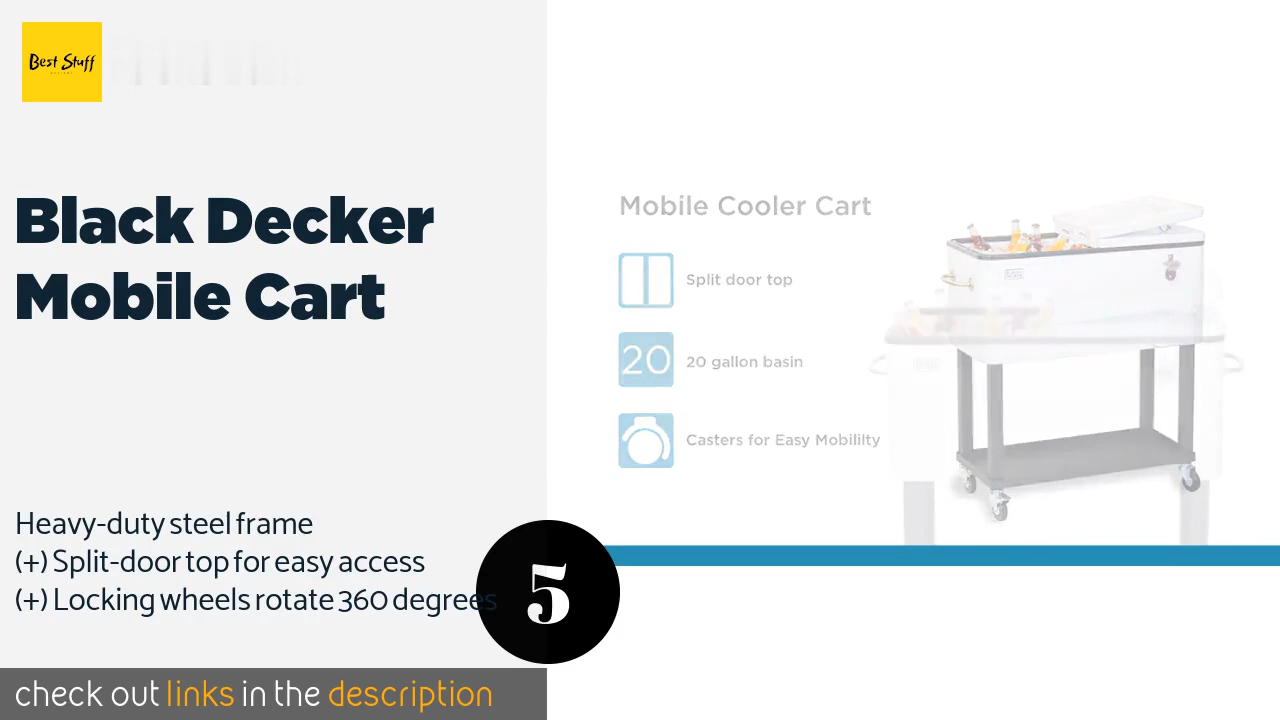 Best Stuff
Black Decker
Mobile Cart
Heavy-duty steel frame
(+) Split-door top for easy access
(+) Locking wheels rotate 360 degrees
5
check out links in the description
Mobile Cooler Cart
Split door top
20
20 gallon basin
Casters for Easy Mobililty